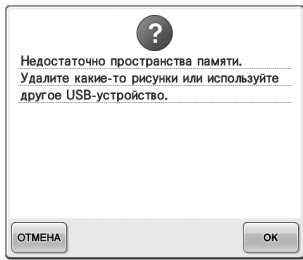 ?
Недостаточно пространства памяти.
Удалите какие-то рисунки или используйте
другое USB-устройство.
ОТМЕНА
OK